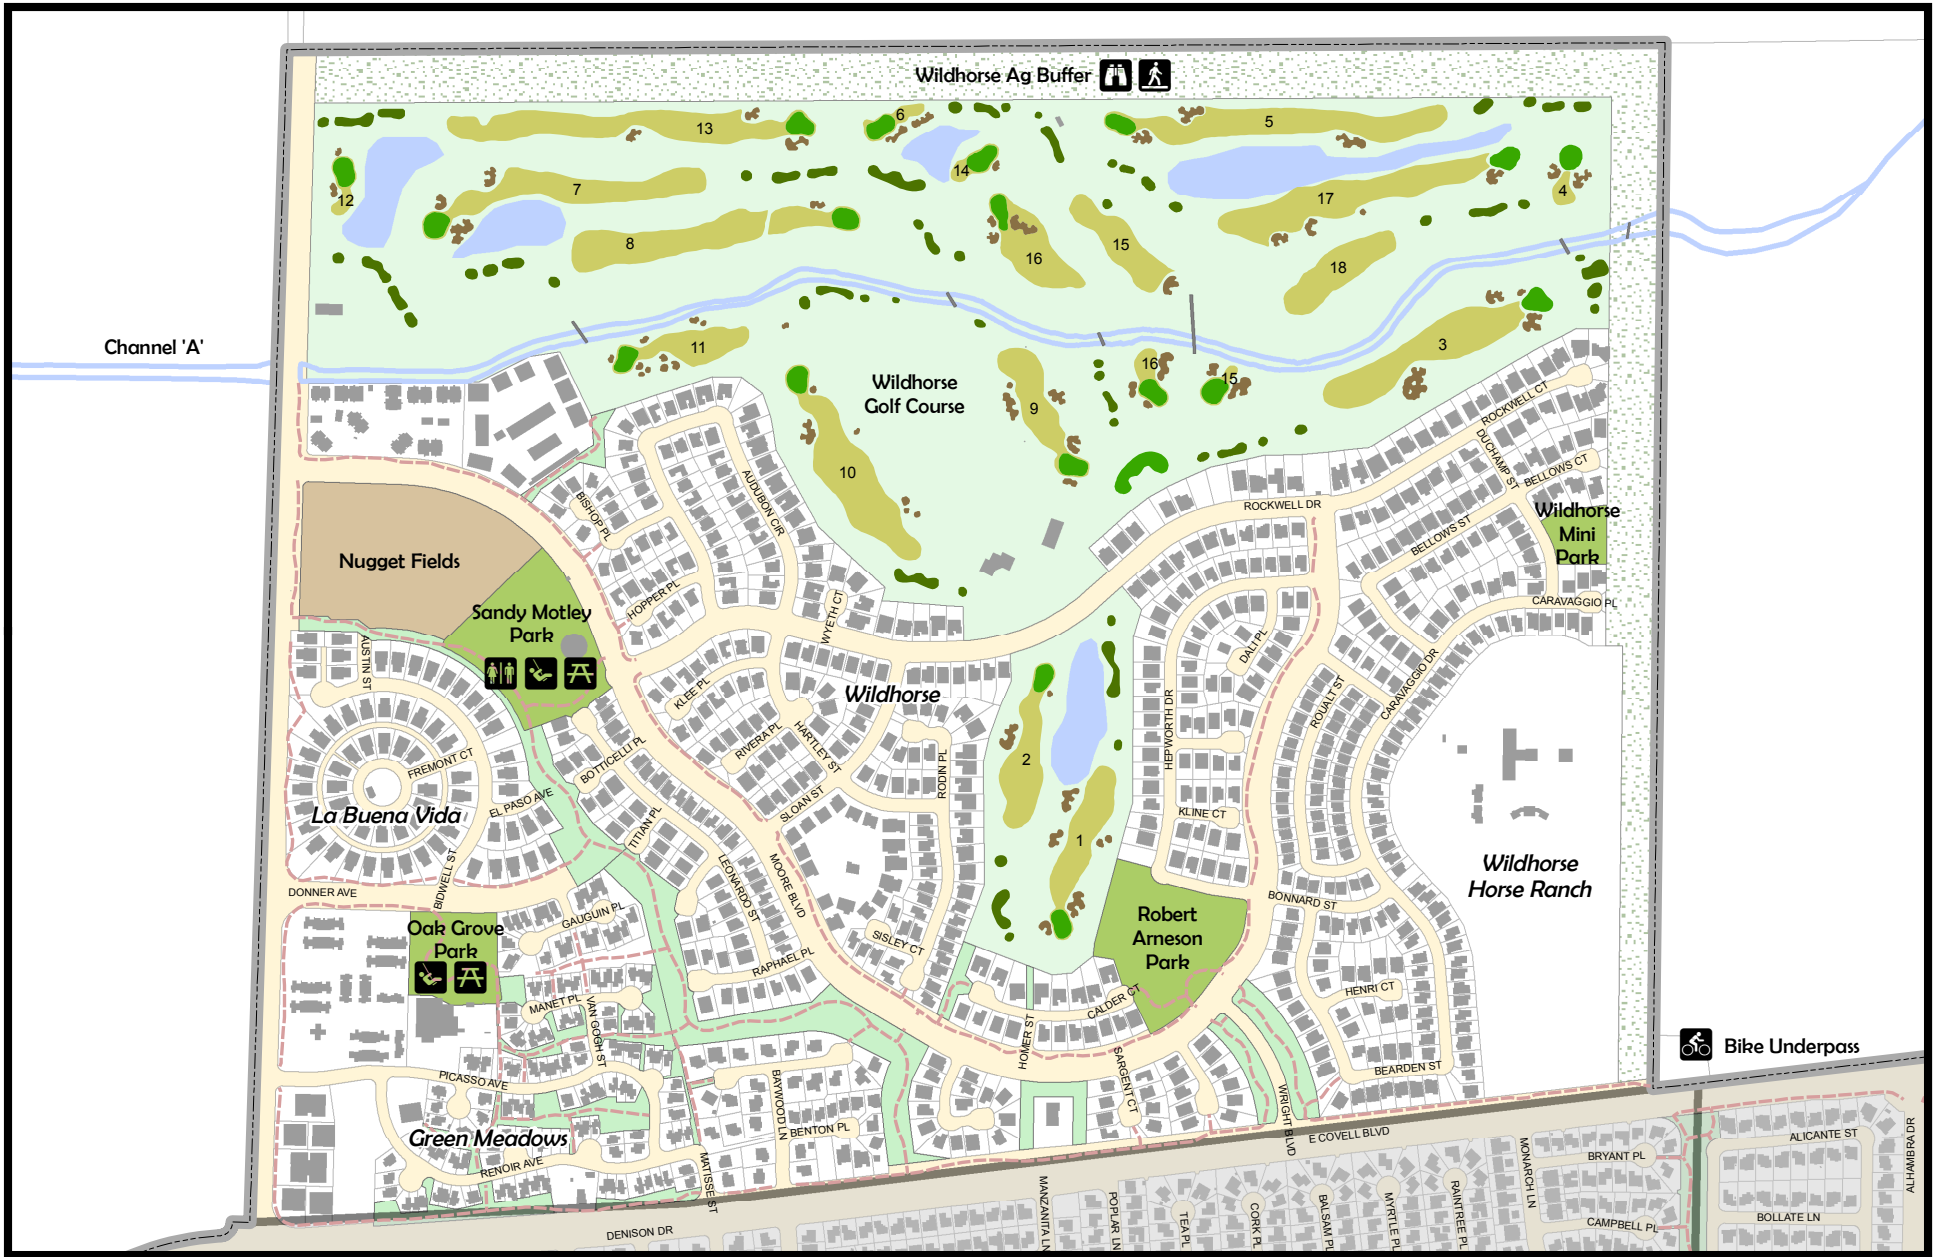 Wildhorse Ag Buffer
13
6
5
14
7
12
17
4
8
16
15
18
Channel 'A'
11
3
16
15
Wildhorse
Golf Course
9
10
ROCKWELL CT
DUCHAMP ST
BELLOWS CT
AUDUBON CIR
BISHOP PL
ROCKWELL DR
BELLOWS ST
Wildhorse
Mini
Park
Nugget Fields
HOPPER PL
WYETH CT
CARAVAGGIO PL
Sandy Motley
Park
AUSTIN ST
DALI PL
KLEE PL
Wildhorse
ROUALT ST
CARAVAGGIO DR
HEPWORTH DR
RIVERA PL
HARTLEY ST
BOTTICELLI PL
FREMONT CT
RODIN PL
2
EL PASO AVE
SLOAN ST
La Buena Vida
TITIAN PL
KLINE CT
1
Wildhorse
Horse Ranch
LEONARDO ST
MOORE BLVD
BIDWELL ST
DONNER AVE
BONNARD ST
GAUGUIN PL
Oak Grove
Park
Robert
Arneson
Park
SISLEY CT
RAPHAEL PL
HENRI CT
MANET PL
VAN GOGH ST
CALDER CT
HOMER ST
Bike Underpass
SARGENT CT
BEARDEN ST
PICASSO AVE
BAYWOOD LN
WRIGHT BLVD
BENTON PL
Green Meadows
E COVELL BLVD
RENOIR AVE
MATISSE ST
ALICANTE ST
ALHAMBRA DR
MONARCH LN
BRYANT PL
MANZANITA LN
POPLAR LN
TEA PL
CORK PL
BALSAM PL
MYRTLE PL
RAINTREE PL
CAMPBELL PL
BOLLATE LN
DENISON DR